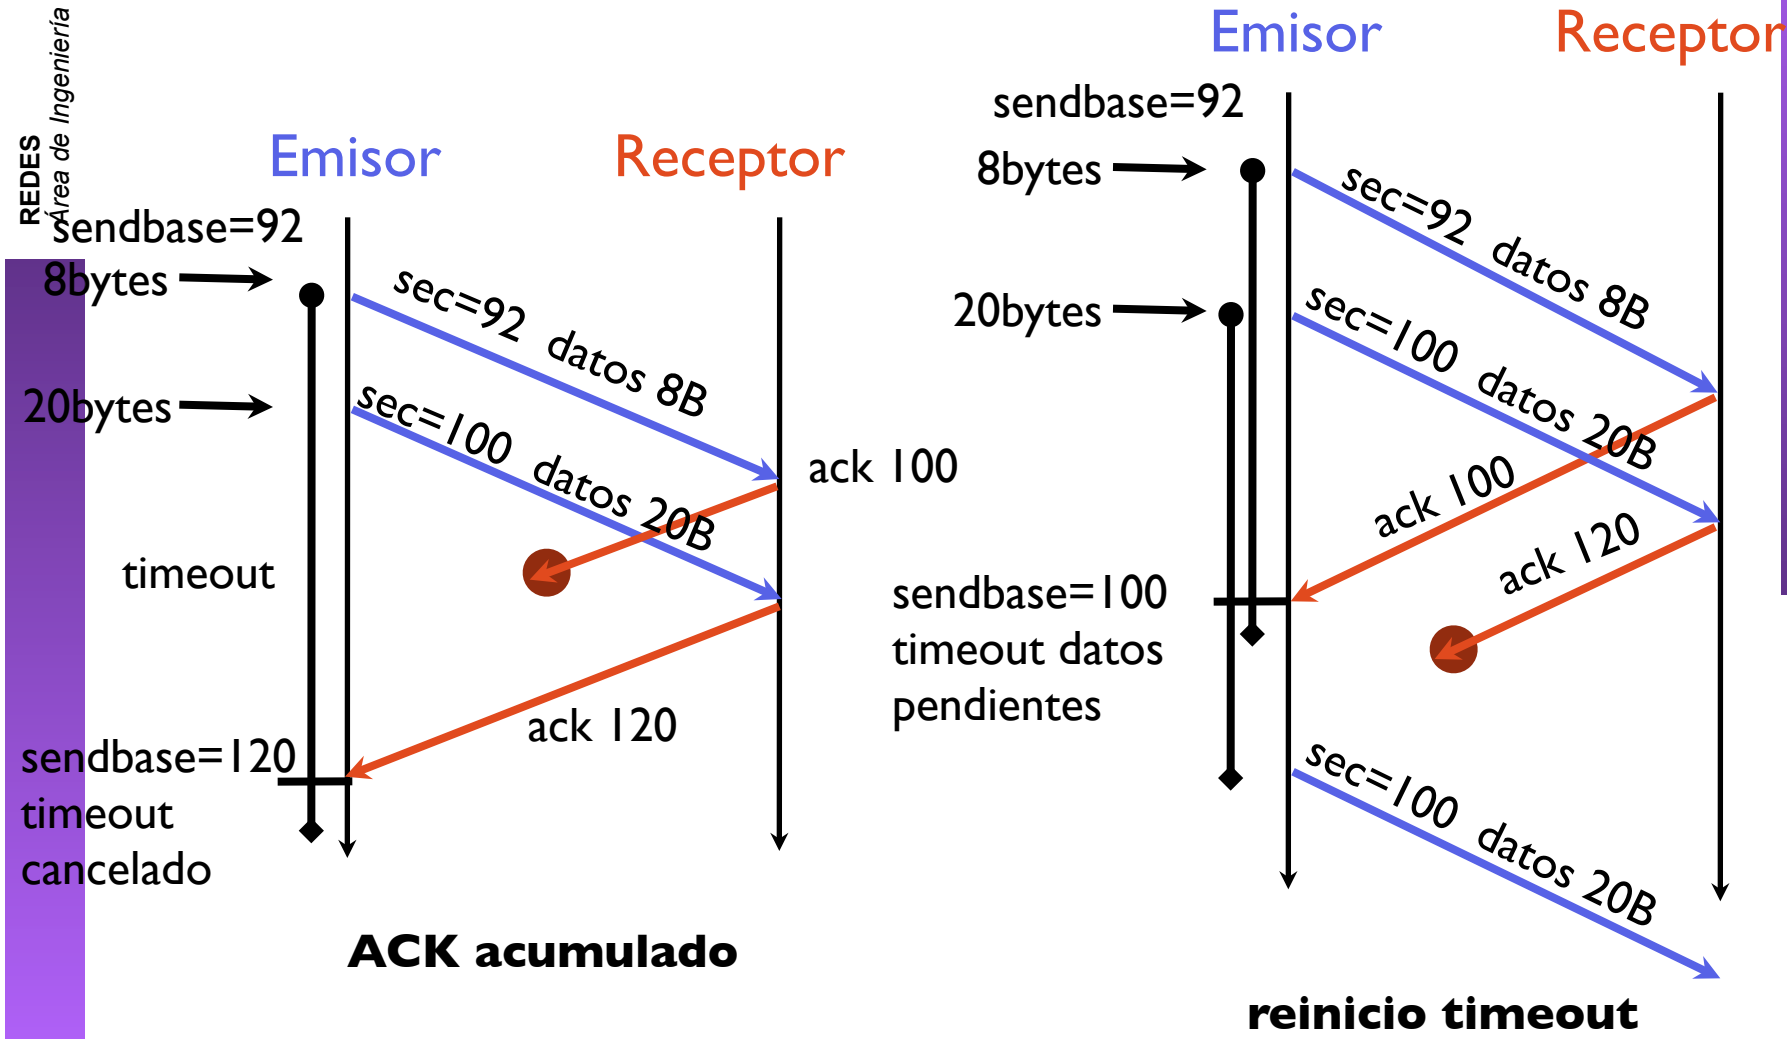 REDES
Área de Ingeniería
Emisor
Receptor
sendbase=92
8bytes
sec=92 datos 8B
20bytes
sec=100 datos 20B
ack 100
timeout
ack 120
sendbase=120
timeout
cancelado
ACK acumulado
Emisor
Receptor
sendbase=92
8bytes
sec=92 datos 8B
20bytes
sec=100 datos 20B
ack 100
ack 120
sendbase=100
timeout datos
pendientes
sec=100 datos 20B
reinicio timeout